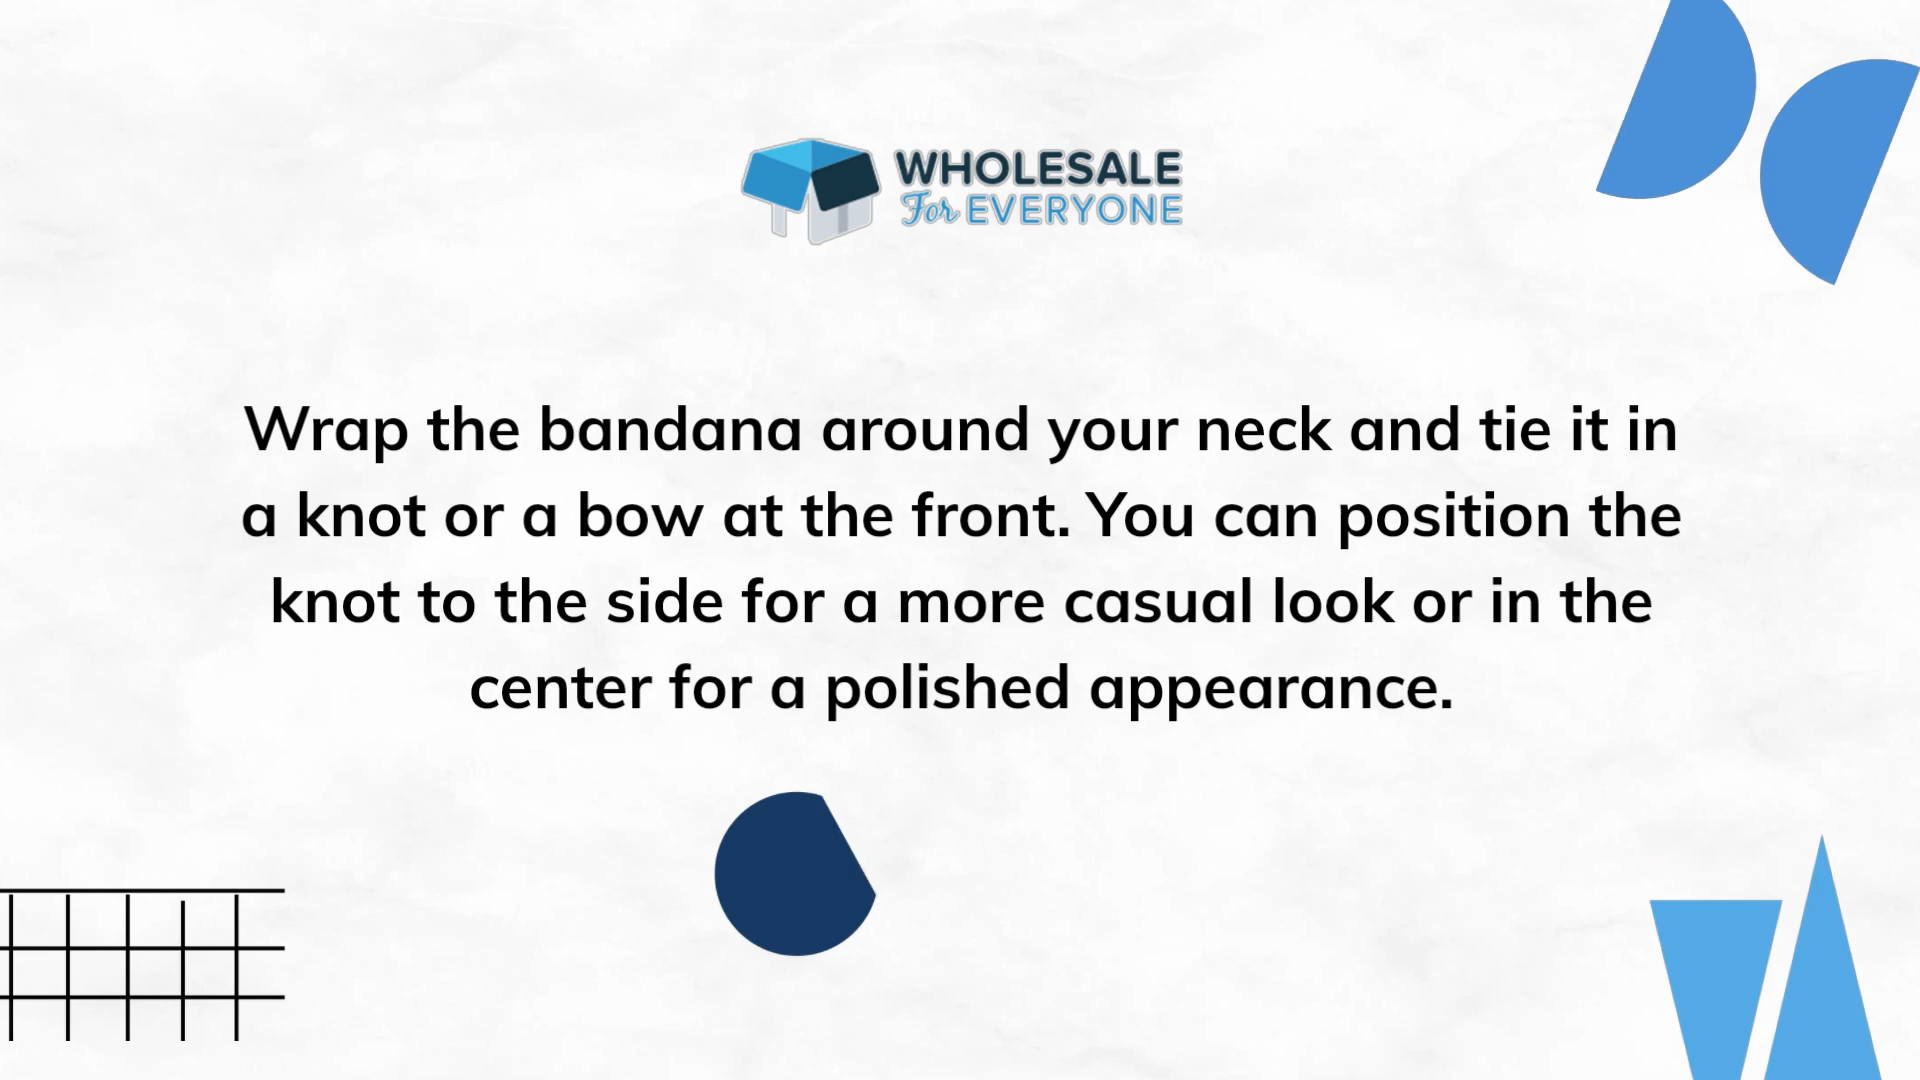 WHOLESALE
For EVERYONE
Wrap the bandana around your neck and tie it in
a knot or a bow at the front. You can position the
knot to the side for a more casual look or in the
center for a polished appearance.